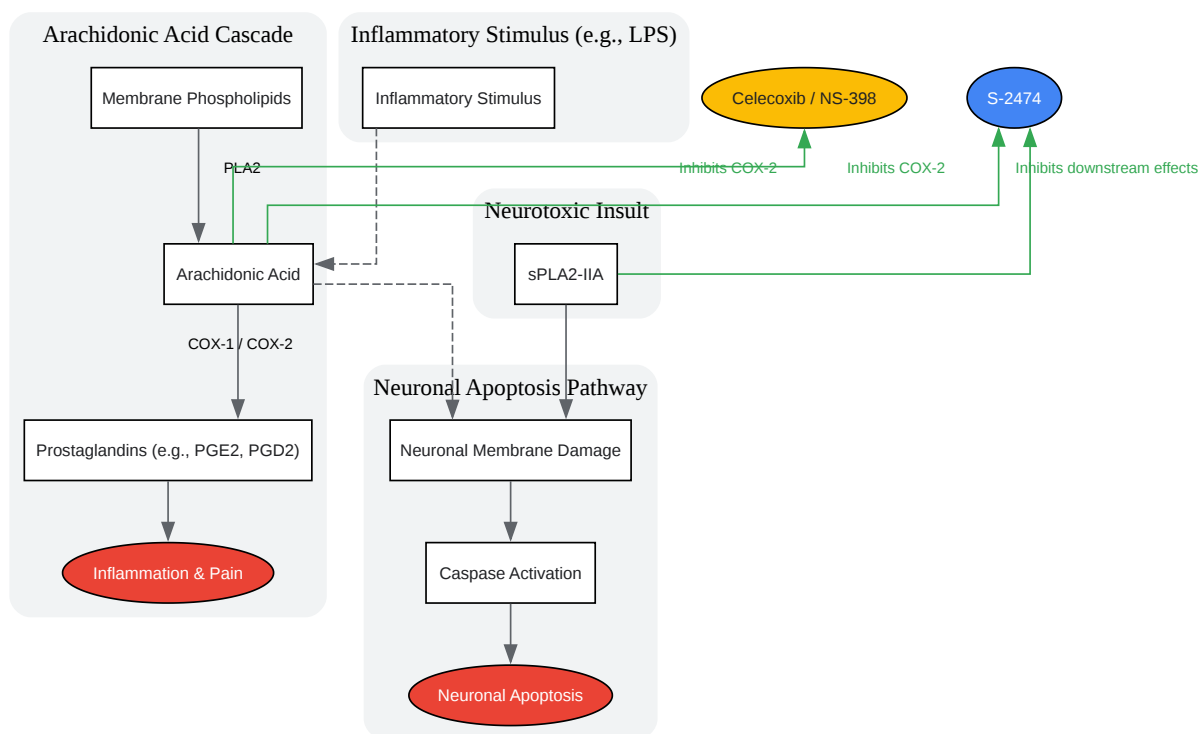 Arachidonic Acid Cascade
Inflammatory Stimulus (e.g., LPS)
Membrane Phospholipids
Inflammatory Stimulus
Celecoxib / NS-398
S-2474
PLA2
Inhibits COX-2
Inhibits COX-2
Inhibits downstream effects
Neurotoxic Insult
Arachidonic Acid
sPLA2-IIA
COX-1 / COX-2
Neuronal Apoptosis Pathway
Prostaglandins (e.g., PGE2, PGD2)
Neuronal Membrane Damage
Inflammation & Pain
Caspase Activation
Neuronal Apoptosis